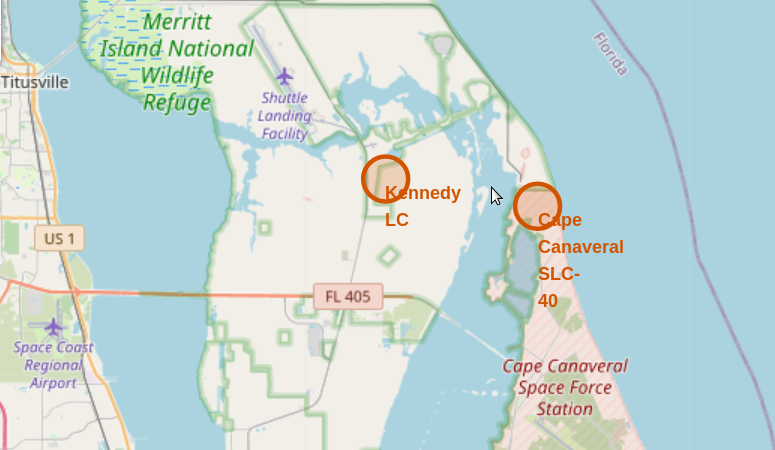 Merritt
Island National
Wildlife
Refuge
Titusville
Shuttle
Landing
Facility
Florida
Kennedy
LC
Cape
Canaveral
SLC-
40
US 1
FL 405
Space Coast
Regional
Airport
Cape Canaveral
Space Force
Station